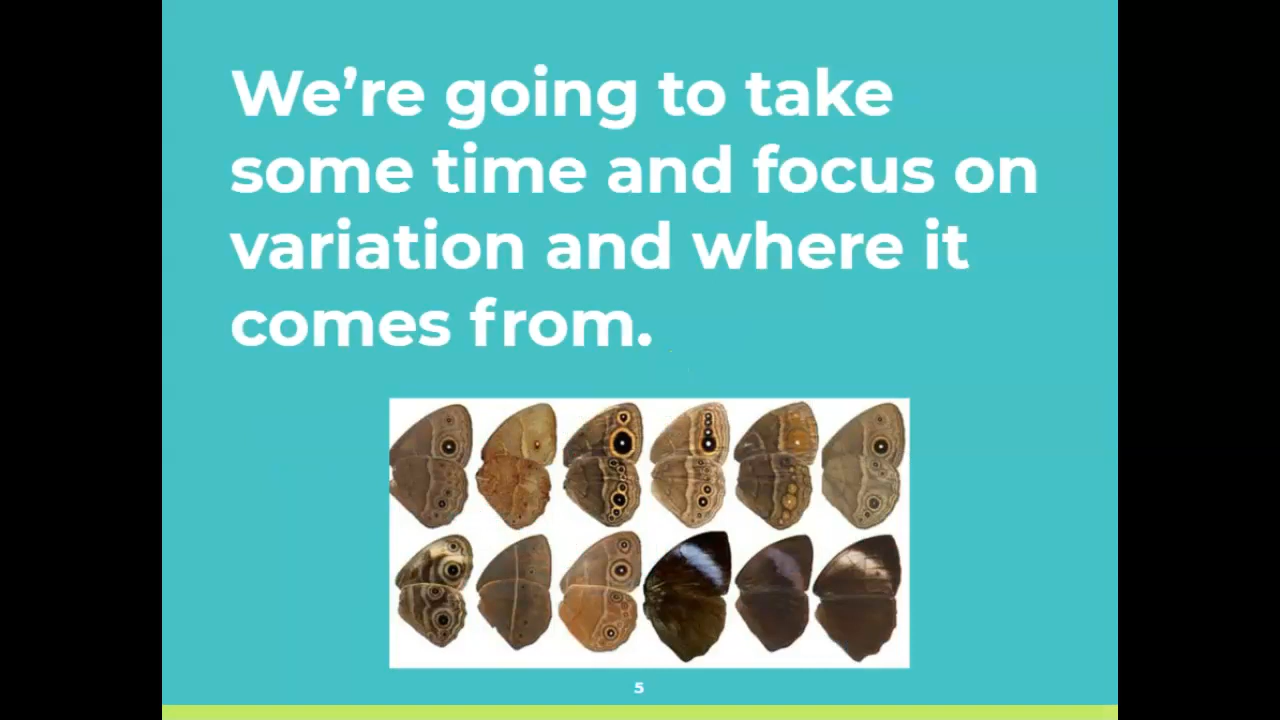 We’re going to take
some time and focus on
variation and where it
comes from.
5